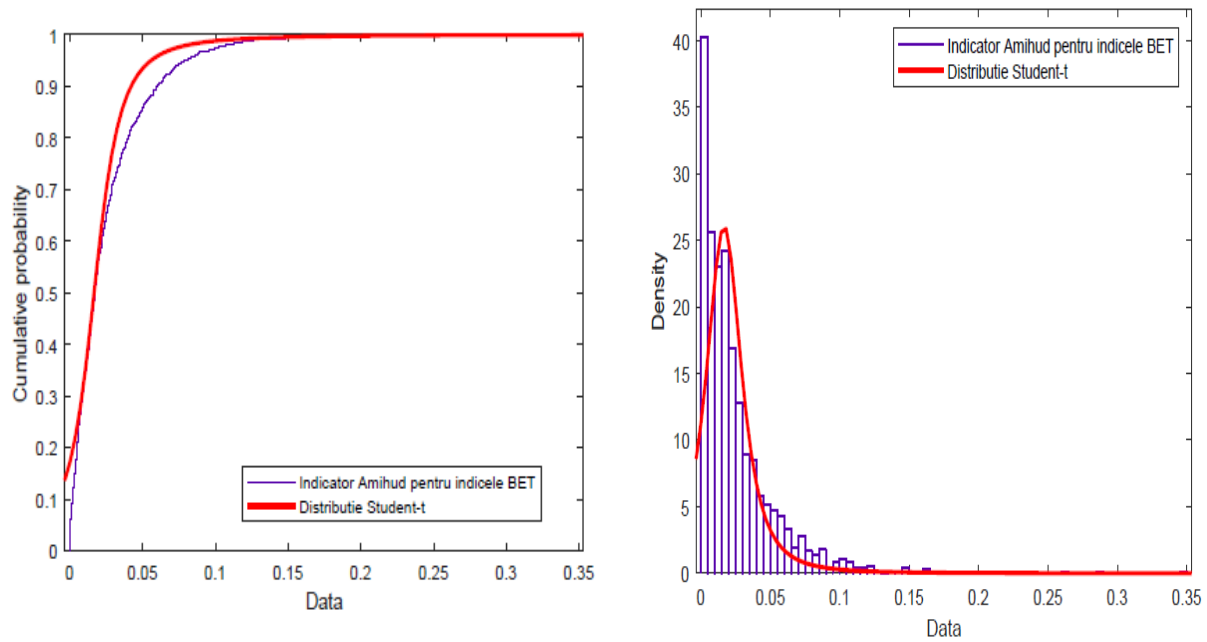 1
0.9
0.8
0.7
0.6
0.5
0.4
0.3
0.2
0.1
0
Cumulative probability
Indicator Amihud pentru indicele BET
Distributie Student-t
0 0.05 0.1 0.15 0.2 0.25 0.3 0.35
Data
40
35
30
25
20
15
10
5
0
Density
Indicator Amihud pentru indicele BET
Distributie Student-t
0 0.05 0.1 0.15 0.2 0.25 0.3 0.35
Data